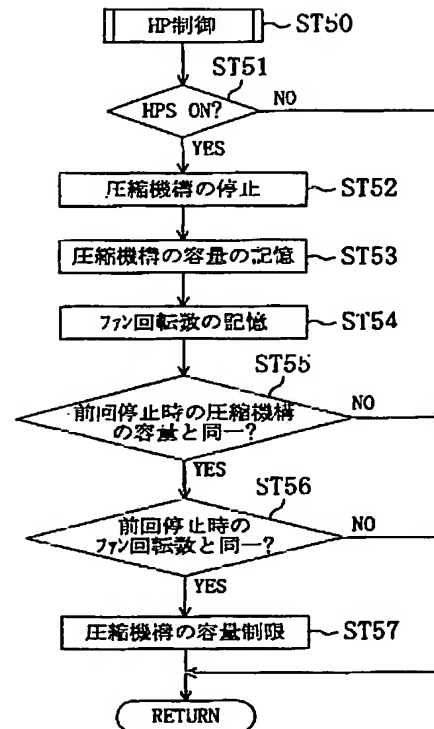 HP制御
ST50
ST51
HPS ON?
NO
YES
圧縮機構の停止
ST52
圧縮機構の容量の記憶
ST53
ファン回転数の記憶
ST54
ST55
前回停止時の圧縮機構
の容量と同一?
NO
YES
ST56
前回停止時の
ファン回転数と同一?
NO
YES
圧縮機構の容量制限
ST57
RETURN